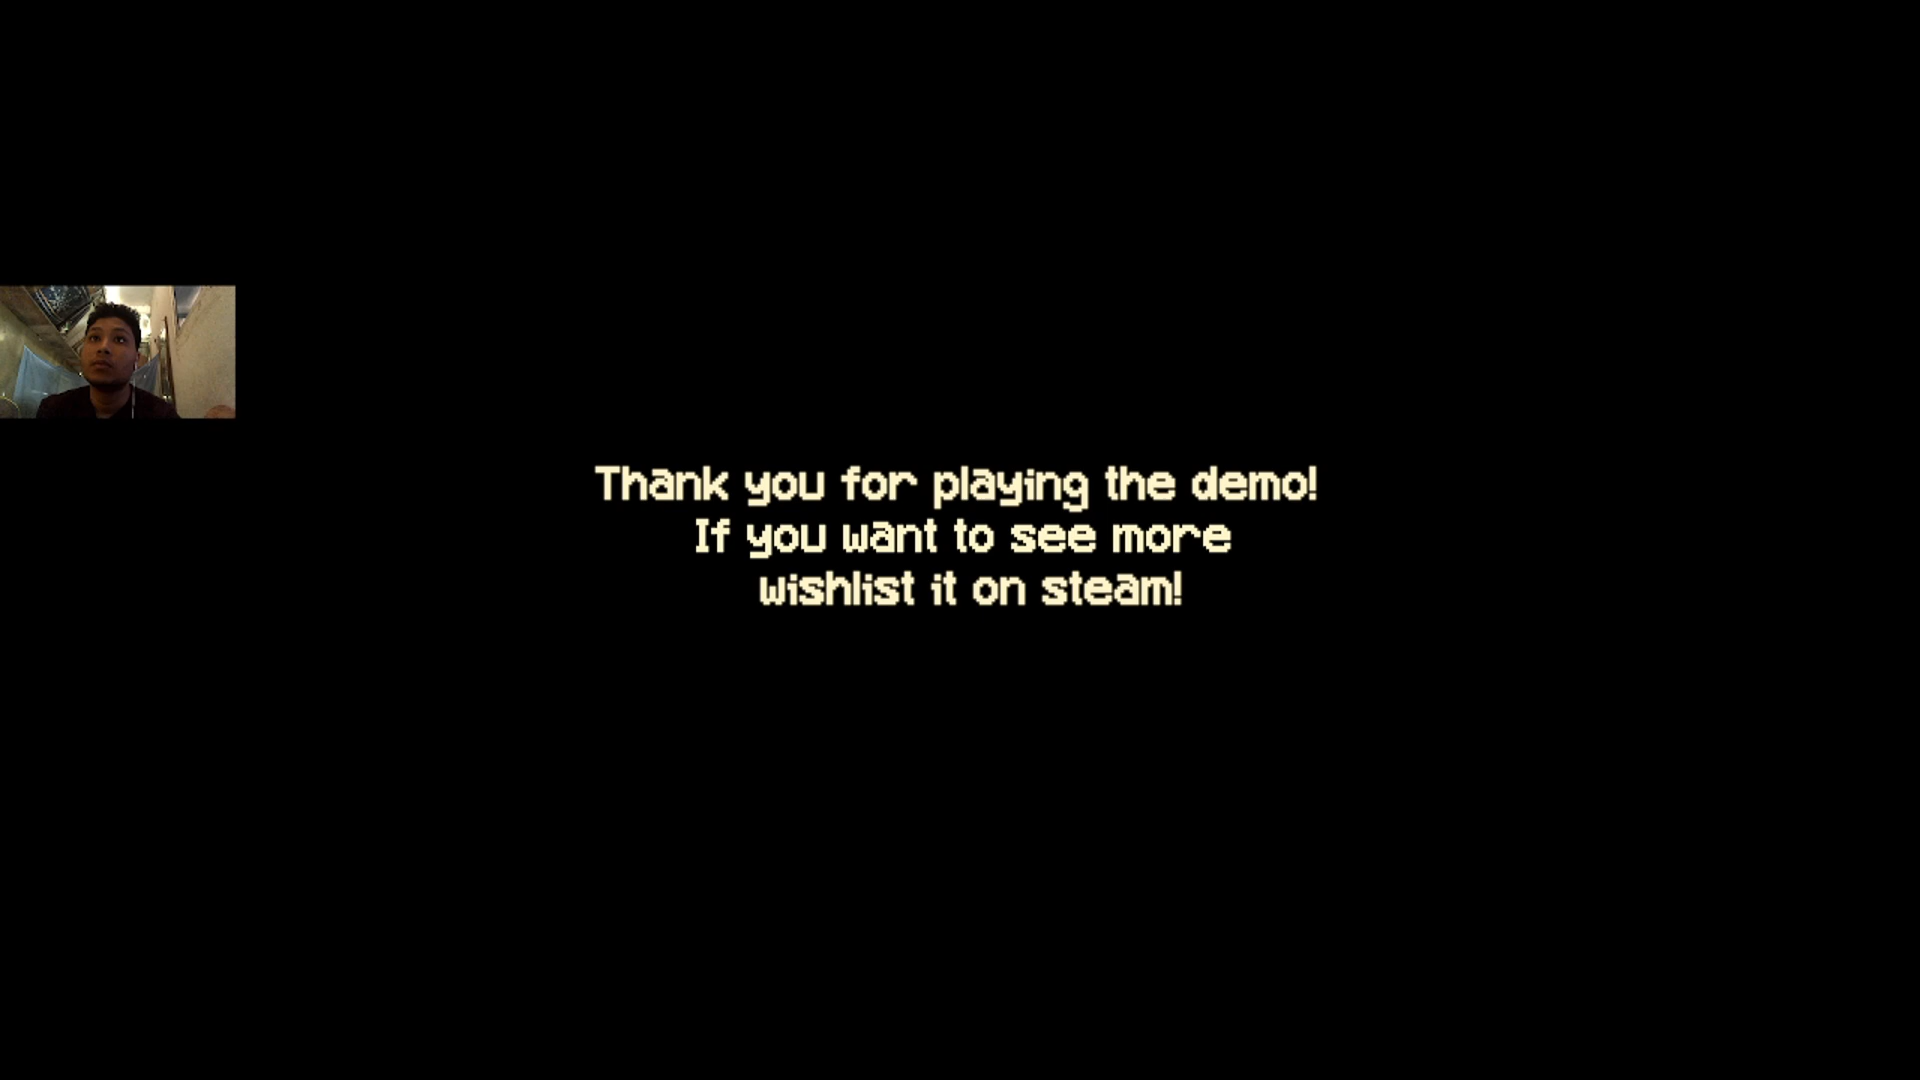 Thank you for playing the demo!
If you want to see more
wishlist it on steam!